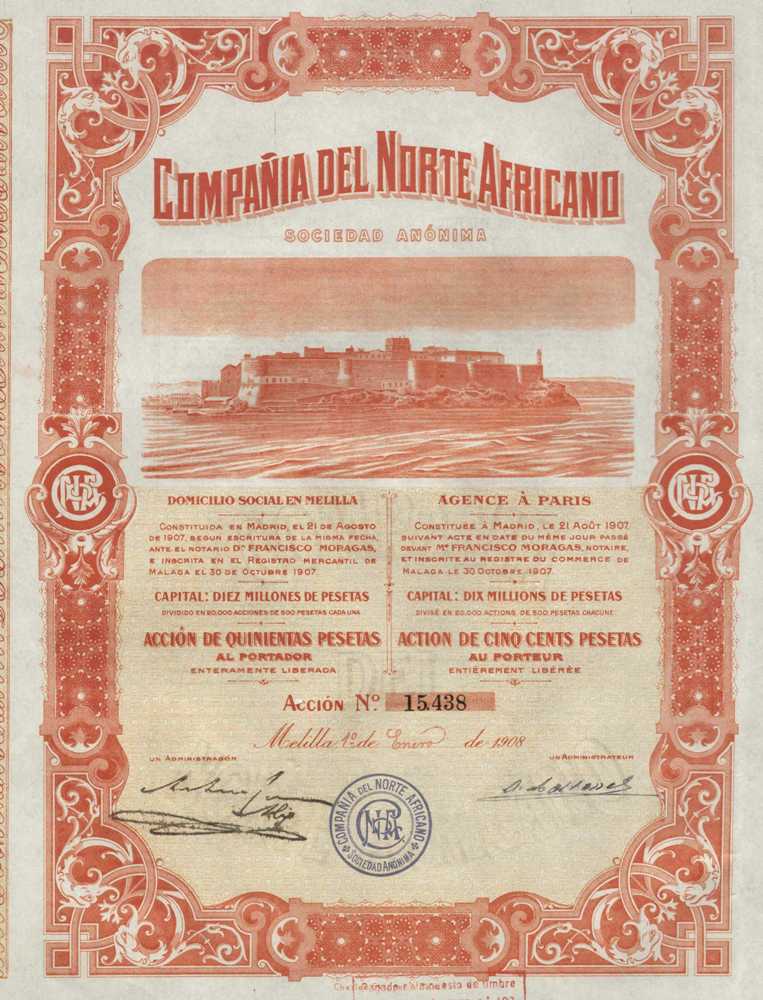 COMPAÑIA DEL NORTE AFRICANO
SOCIEDAD ANÓNIMA
DOMICILIO SOCIAL EN MELILLA
CONSTITUIDA EN MADRID, EL 21 DE AGOSTO
DE 1907, SEGUN ESCRITURA DE LA MISMA FECHA,
ANTE EL NOTARIO Dn FRANCISCO MORAGAS,
E INSCRITA EN EL REGISTRO MERCANTIL DE
MALAGA EL 30 DE OCTUBRE 1907.
CAPITAL: DIEZ MILLONES DE PESETAS
DIVIDIDO EN 20,000 ACCIONES DE 500 PESETAS CADA UNA
ACCIÓN DE QUINIENTAS PESETAS
AL PORTADOR
ENTERAMENTE LIBERADA
AGENCE À PARIS
CONSTITUÉE À MADRID, LE 21 AOÛT 1907.
SUIVANT ACTE EN DATE DU MÊME JOUR PASSÉ
DEVANT Me FRANCISCO MORAGAS, NOTAIRE,
ET INSCRITE AU REGISTRE DU COMMERCE DE
MALAGA LE 30 OCTOBRE 1907.
CAPITAL: DIX MILLIONS DE PESETAS
DIVISÉ EN 20.000 ACTIONS DE 500 PESETAS CHACUNE
ACTION DE CINQ CENTS PESETAS
AU PORTEUR
ENTIÈREMENT LIBÉRÉE
ACCIÓN No. 15.438
Melilla 1o de Enero de 1908
UN ADMINISTRADOR
UN ADMINISTRATEUR
COMPAÑIA DEL NORTE AFRICANO
SOCIEDAD ANÓNIMA
de timbre